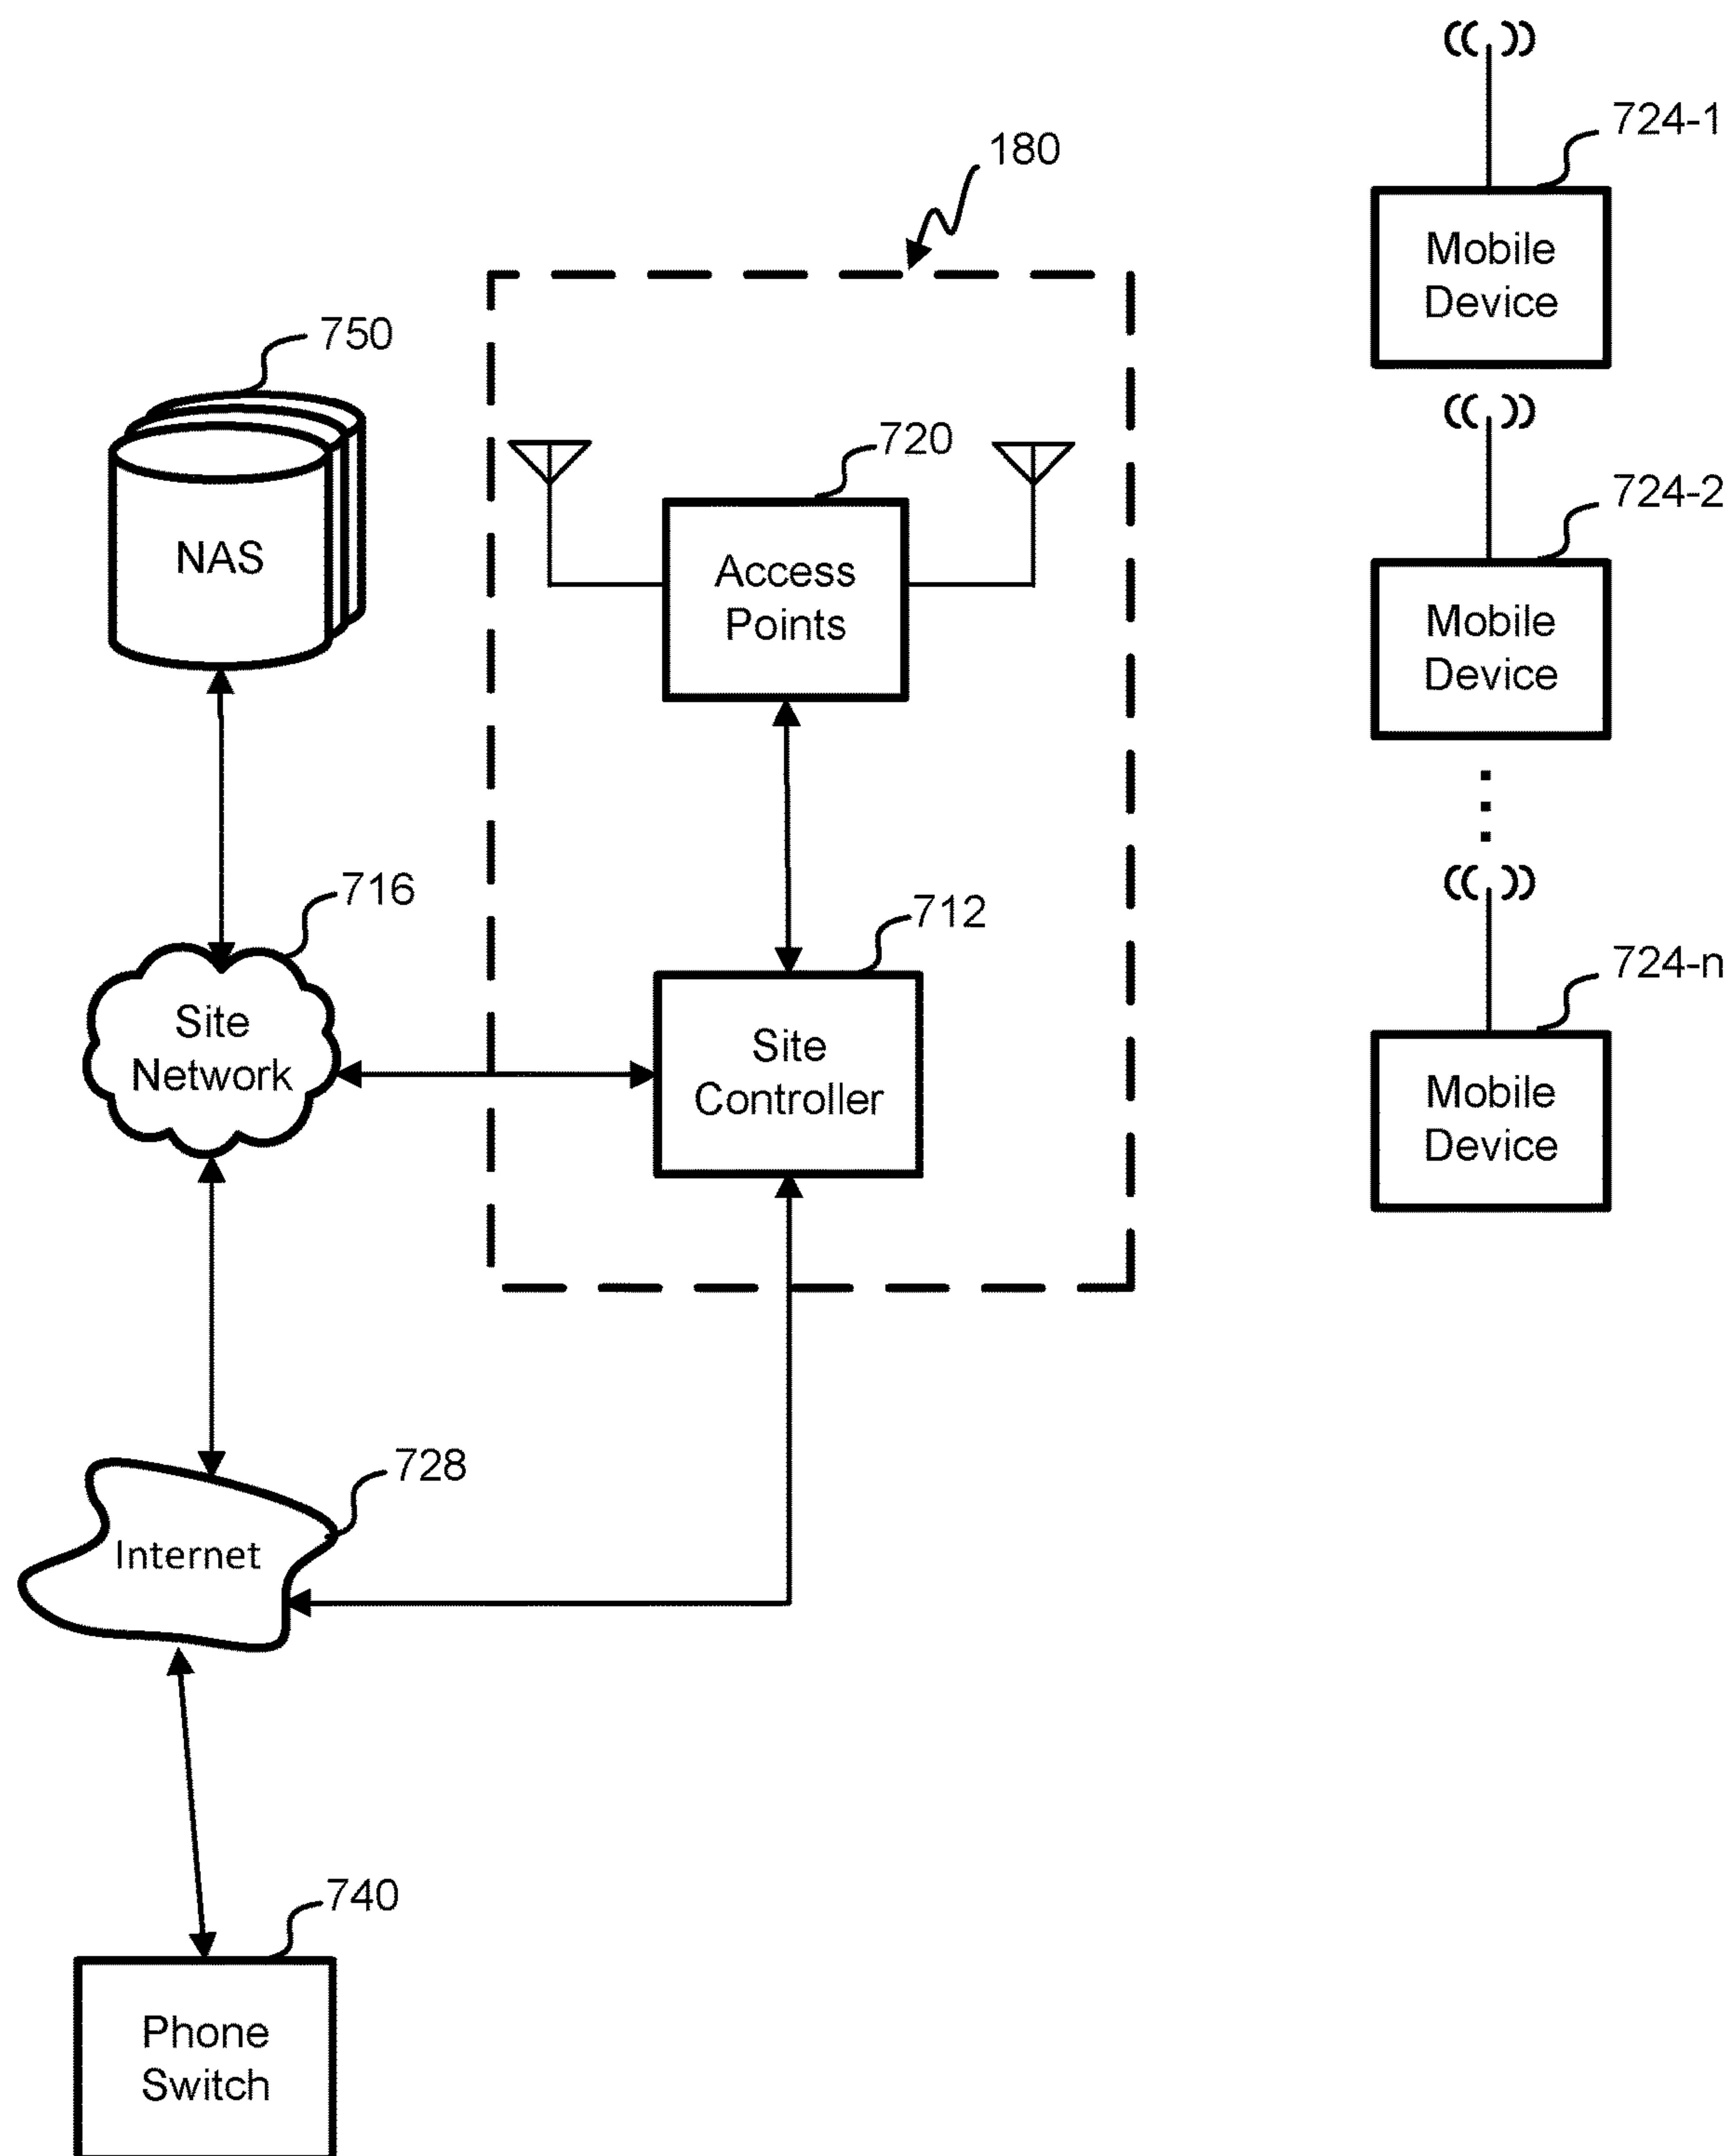 724-1
180
Mobile
Device
750
720
724-2
NAS
Access
Points
Mobile
Device
716
712
724-n
Site
Network
Site
Controller
Mobile
Device
728
Internet
740
Phone
Switch